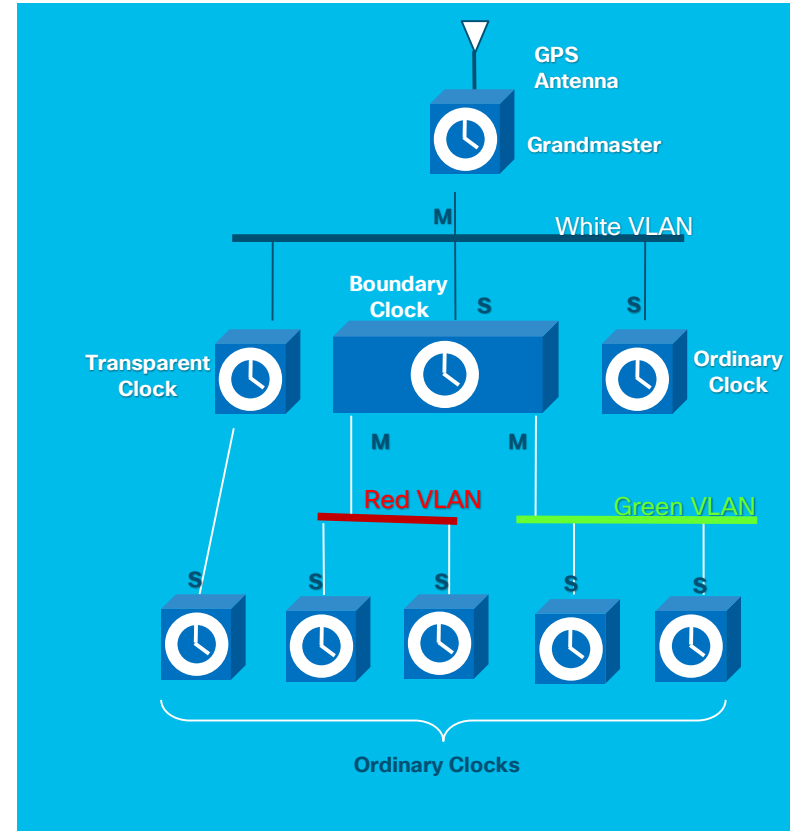 GPS
Antenna
Grandmaster
M
White VLAN
Boundary
Clock
S
S
Transparent
Clock
Ordinary
Clock
M
M
Red VLAN
Green VLAN
S
S
S
S
S
Ordinary Clocks